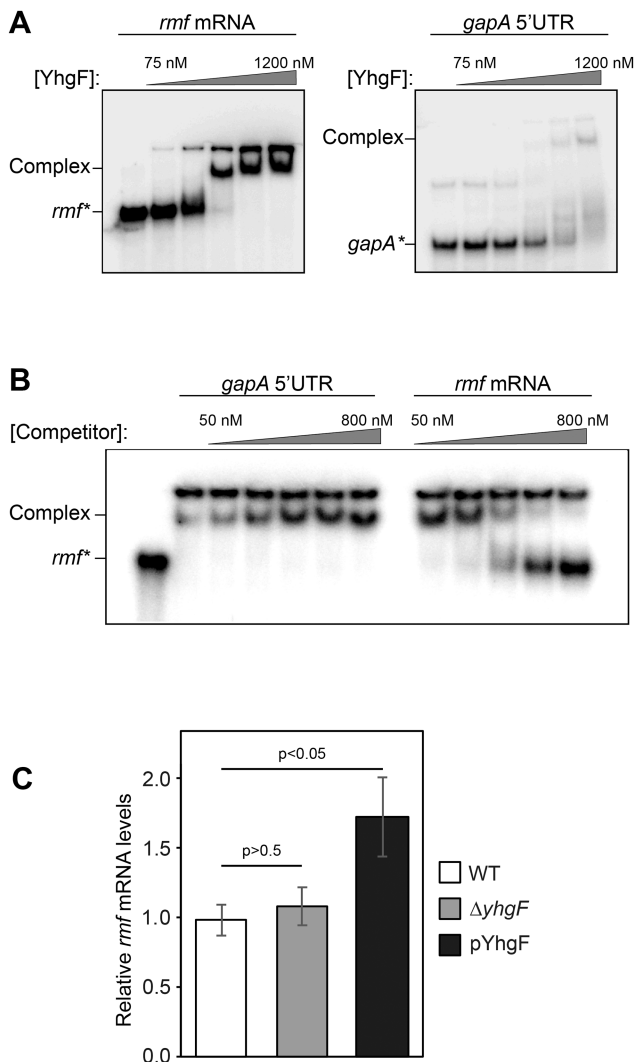 A
rmf mRNA
gapA 5'UTR
[YhgF]:
75 nM
1200 nM
75 nM
1200 nM
Complex
rmf*
Complex
gapA*
B
gapA 5'UTR
rmf mRNA
[Competitor]:
50 nM
800 nM
50 nM
800 nM
Complex
rmf*
C
Relative rmf mRNA levels
2.0
1.5
1.0
0.5
0.0
p<0.05
p>0.5
WT
ΔyhgF
pYhgF